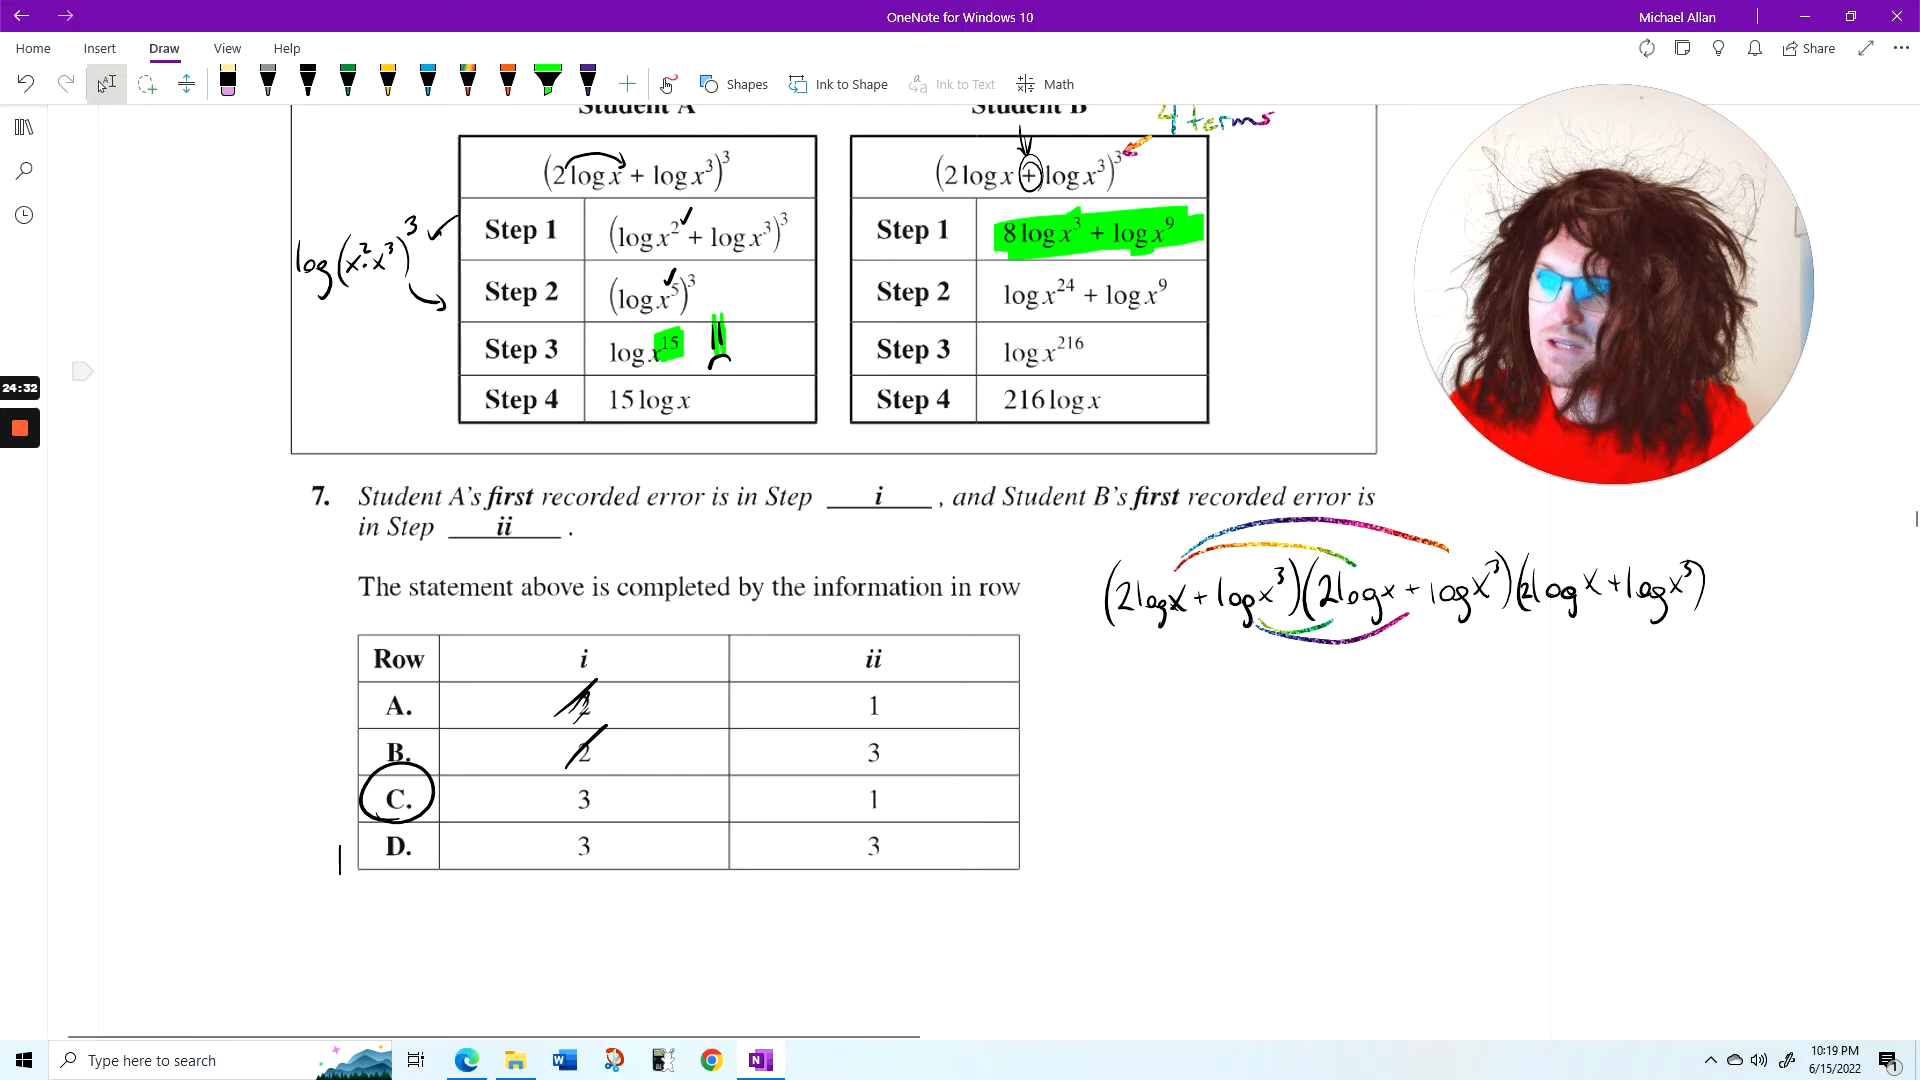 OneNote for Windows 10
Michael Allan
Home Insert Draw View Help
Share
Shapes Ink to Shape Ink to Text Math
Student A Student B
4 terms
(2 log x + log x³)³
Step 1 (log x² + log x³)³
Step 2 (log x⁵)³
Step 3 log x¹⁵
Step 4 15 log x
log(x²·x³)³
(2 log x + log x³)³
Step 1 8 log x³ + log x⁹
Step 2 log x²⁴ + log x⁹
Step 3 log x²¹⁶
Step 4 216 log x
24:32
7. Student A's first recorded error is in Step i , and Student B's first recorded error is
in Step ii .
The statement above is completed by the information in row
(2logx + logx³)(2logx + logx³)(2logx + logx³)
Row i ii
A. 2 1
B. 2 3
C. 3 1
D. 3 3
Type here to search
10:19 PM
6/15/2022
1